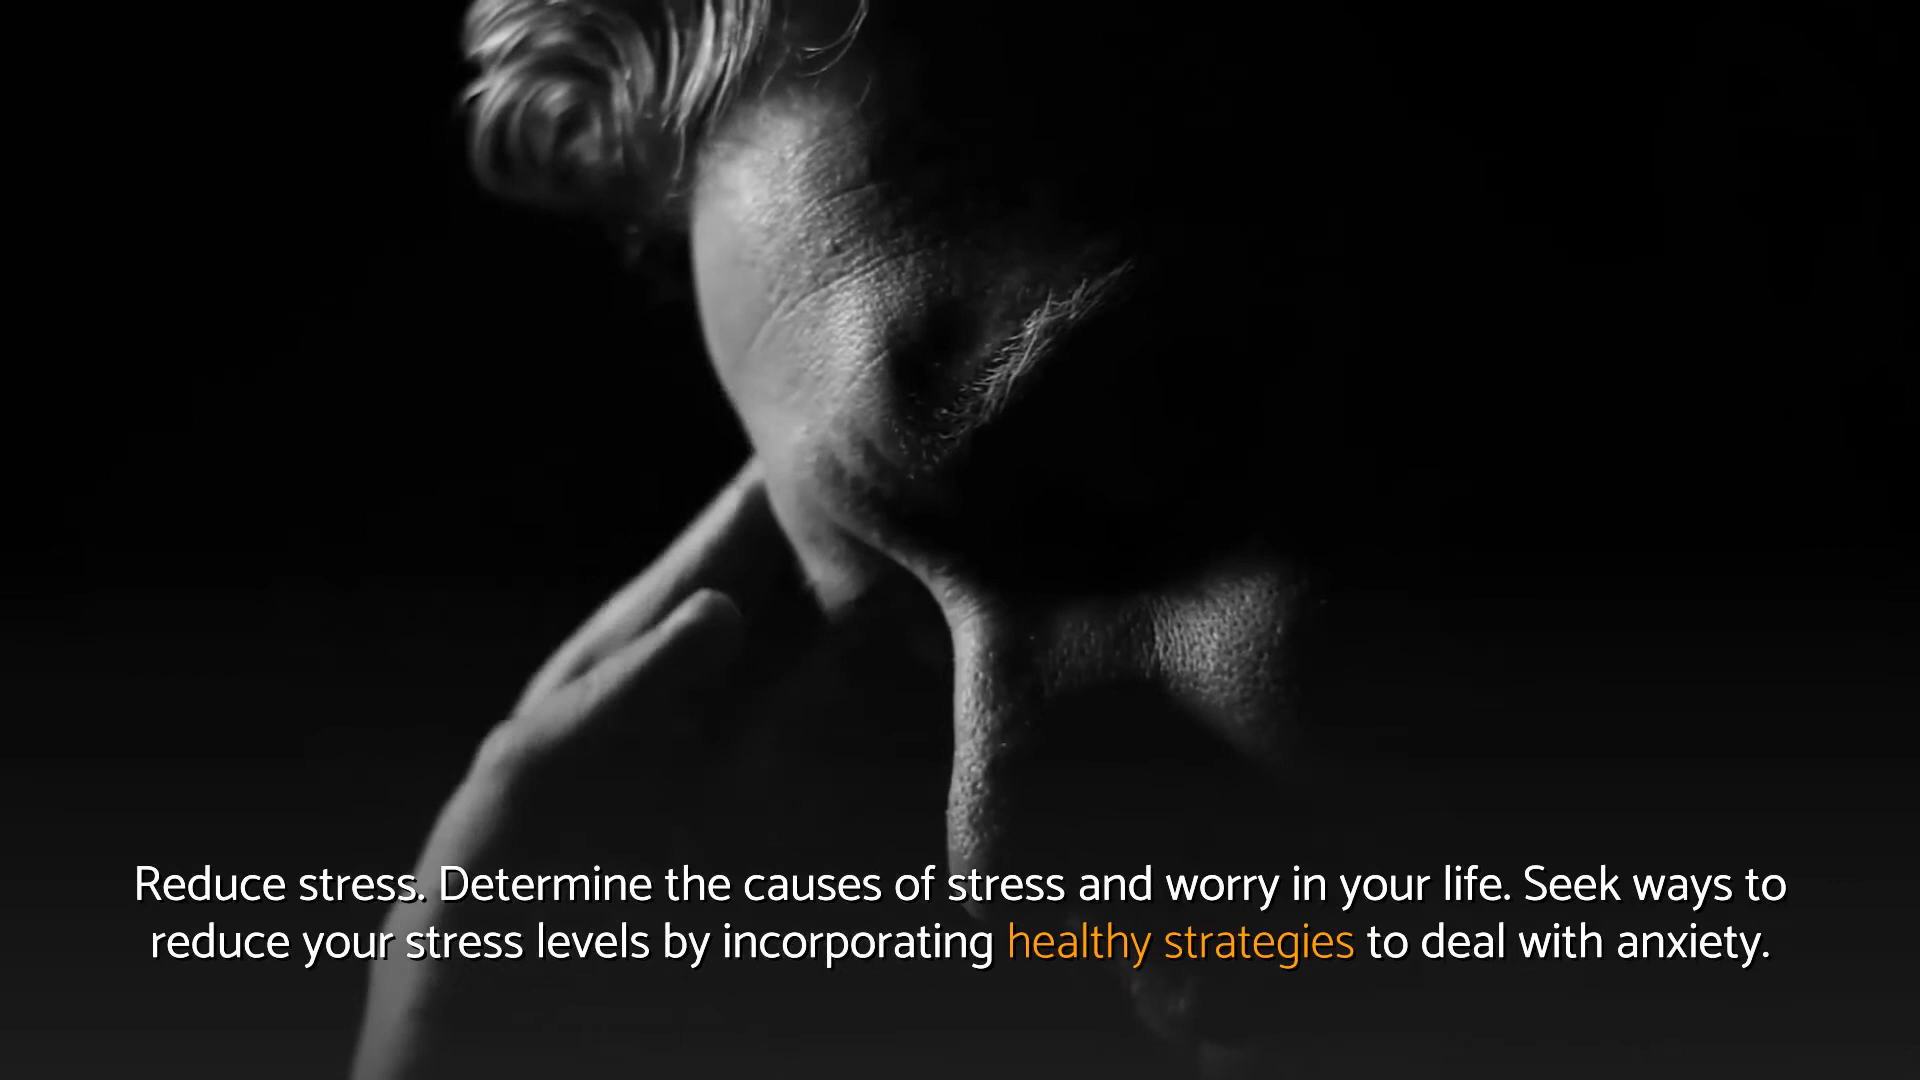 Reduce stress. Determine the causes of stress and worry in your life. Seek ways to
reduce your stress levels by incorporating healthy strategies to deal with anxiety.